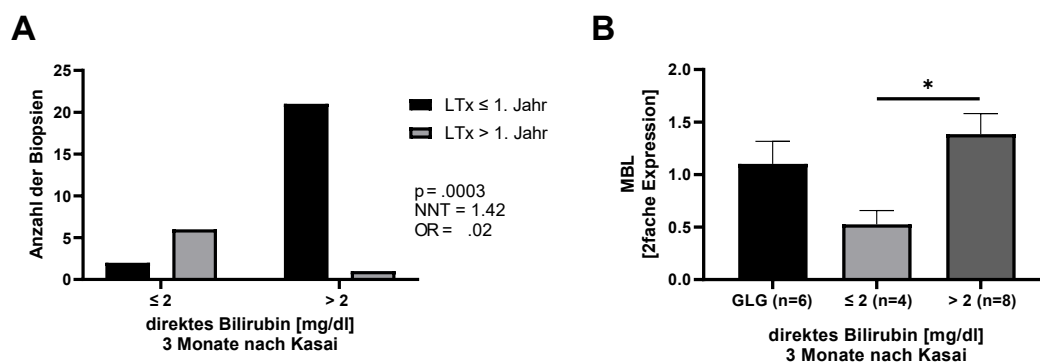 A
Anzahl der Biopsien
25
20
15
10
5
0
≤ 2
> 2
direktes Bilirubin [mg/dl]
3 Monate nach Kasai
LTx ≤ 1. Jahr
LTx > 1. Jahr
p = .0003
NNT = 1.42
OR = .02
B
MBL
[2fache Expression]
2.0
1.5
1.0
0.5
0.0
*
GLG (n=6)
≤ 2 (n=4)
> 2 (n=8)
direktes Bilirubin [mg/dl]
3 Monate nach Kasai